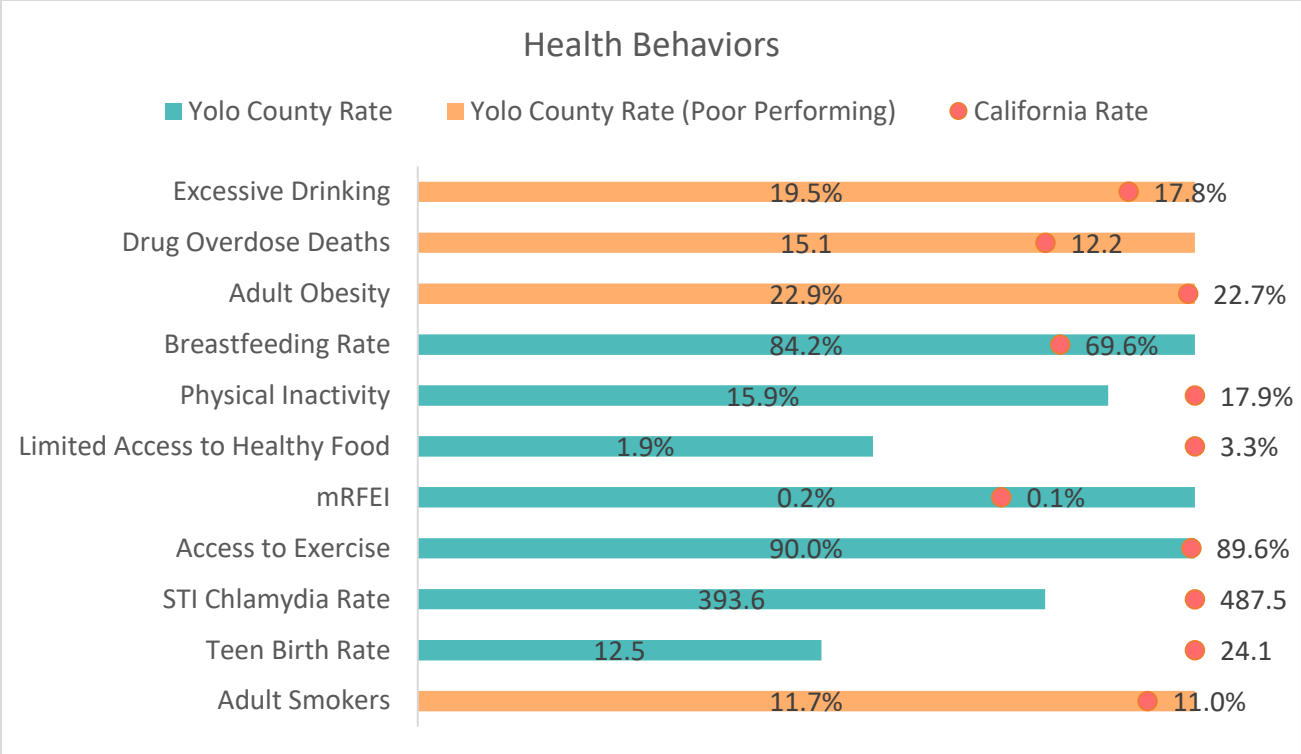 Health Behaviors
Yolo County Rate Yolo County Rate (Poor Performing) California Rate
Excessive Drinking 19.5% 17.8%
Drug Overdose Deaths 15.1 12.2
Adult Obesity 22.9% 22.7%
Breastfeeding Rate 84.2% 69.6%
Physical Inactivity 15.9% 17.9%
Limited Access to Healthy Food 1.9% 3.3%
mRFEI 0.2% 0.1%
Access to Exercise 90.0% 89.6%
STI Chlamydia Rate 393.6 487.5
Teen Birth Rate 12.5 24.1
Adult Smokers 11.7% 11.0%